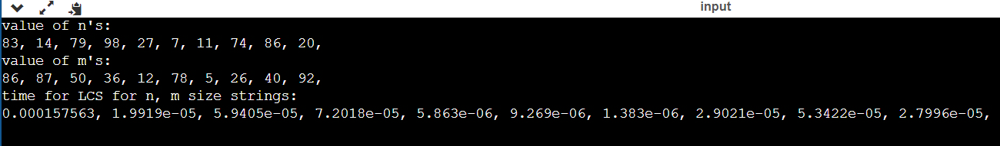 input
value of n's:
83, 14, 79, 98, 27, 7, 11, 74, 86, 20,
value of m's:
86, 87, 50, 36, 12, 78, 5, 26, 40, 92,
time for LCS for n, m size strings:
0.000157563, 1.9919e-05, 5.9405e-05, 7.2018e-05, 5.863e-06, 9.269e-06, 1.383e-06, 2.9021e-05, 5.3422e-05, 2.7996e-05,